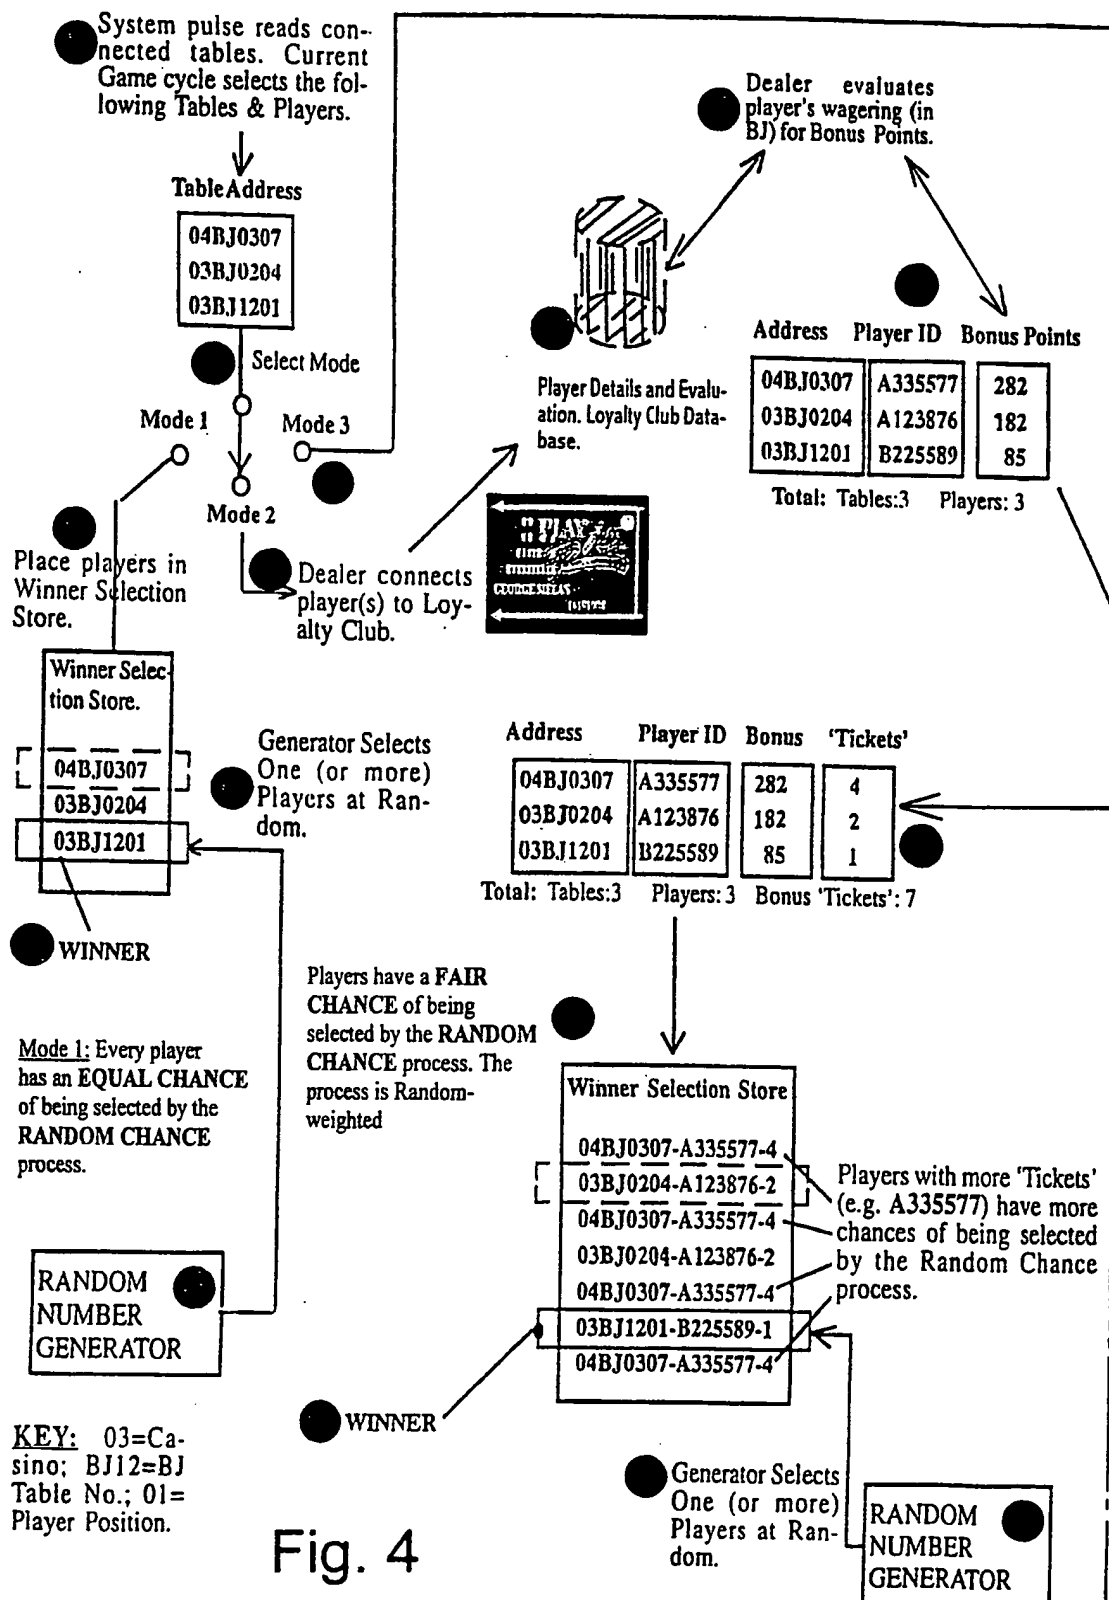 System pulse reads con-
nected tables. Current
Game cycle selects the fol-
lowing Tables & Players.
Table Address
04BJ0307
03BJ0204
03BJ1201
Select Mode
Mode 1
Mode 3
Mode 2
Place players in
Winner Selection
Store.
Dealer connects
player(s) to Loy-
alty Club.
Dealer evaluates
player's wagering (in
BJ) for Bonus Points.
Player Details and Evalu-
ation. Loyalty Club Data-
base.
PLAY
Address Player ID Bonus Points
04BJ0307 A335577 282
03BJ0204 A123876 182
03BJ1201 B225589 85
Total: Tables:3 Players: 3
Winner Selec-
tion Store.
04BJ0307
03BJ0204
03BJ1201
Generator Selects
One (or more)
Players at Ran-
dom.
WINNER
Address Player ID Bonus 'Tickets'
04BJ0307 A335577 282 4
03BJ0204 A123876 182 2
03BJ1201 B225589 85 1
Total: Tables:3 Players: 3 Bonus 'Tickets': 7
Players have a FAIR
CHANCE of being
selected by the RANDOM
CHANCE process. The
process is Random-
weighted
Mode 1: Every player
has an EQUAL CHANCE
of being selected by the
RANDOM CHANCE
process.
Winner Selection Store
04BJ0307-A335577-4
03BJ0204-A123876-2
04BJ0307-A335577-4
03BJ0204-A123876-2
04BJ0307-A335577-4
03BJ1201-B225589-1
04BJ0307-A335577-4
Players with more 'Tickets'
(e.g. A335577) have more
chances of being selected
by the Random Chance
process.
RANDOM
NUMBER
GENERATOR
WINNER
KEY: 03=Ca-
sino; BJ12=BJ
Table No.; 01=
Player Position.
Generator Selects
One (or more)
Players at Ran-
dom.
RANDOM
NUMBER
GENERATOR
Fig. 4